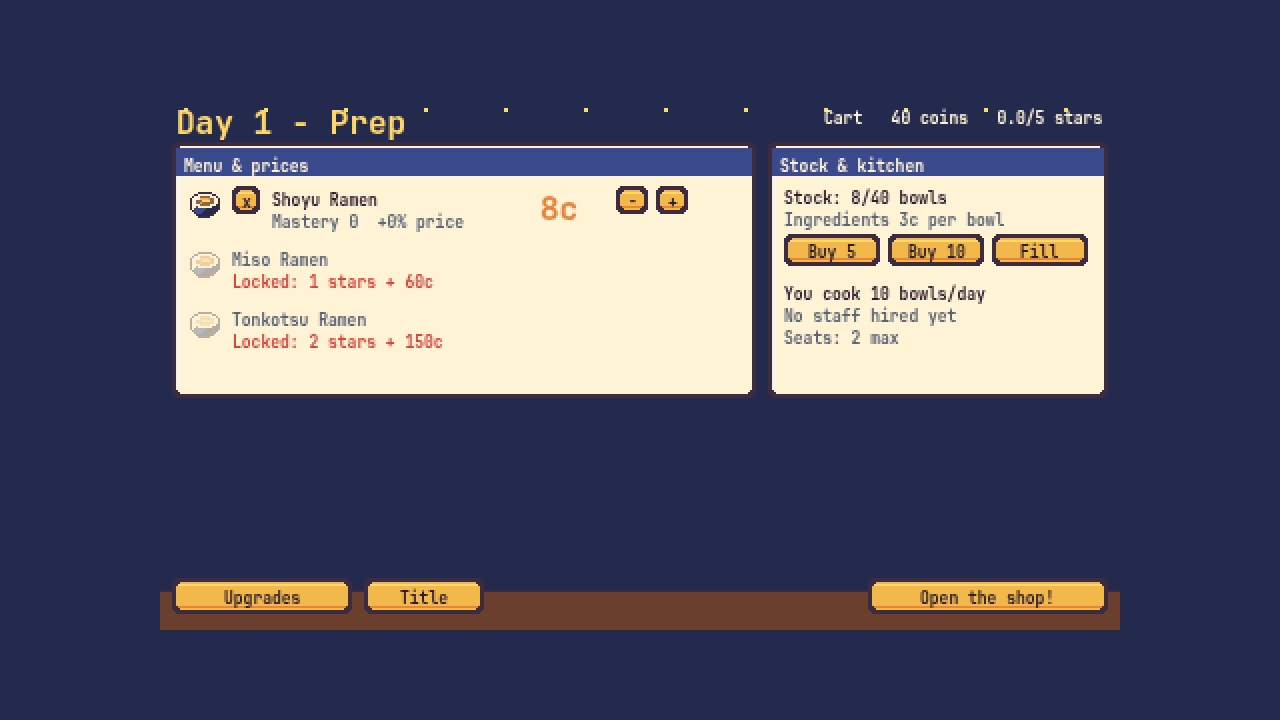 Day 1 - Prep
Cart 40 coins 0.0/5 stars
Menu & prices
x Shoyu Ramen 8c - +
Mastery 0 +0% price
Miso Ramen
Locked: 1 stars + 60c
Tonkotsu Ramen
Locked: 2 stars + 150c
Stock & kitchen
Stock: 8/40 bowls
Ingredients 3c per bowl
Buy 5 Buy 10 Fill
You cook 10 bowls/day
No staff hired yet
Seats: 2 max
Upgrades Title Open the shop!